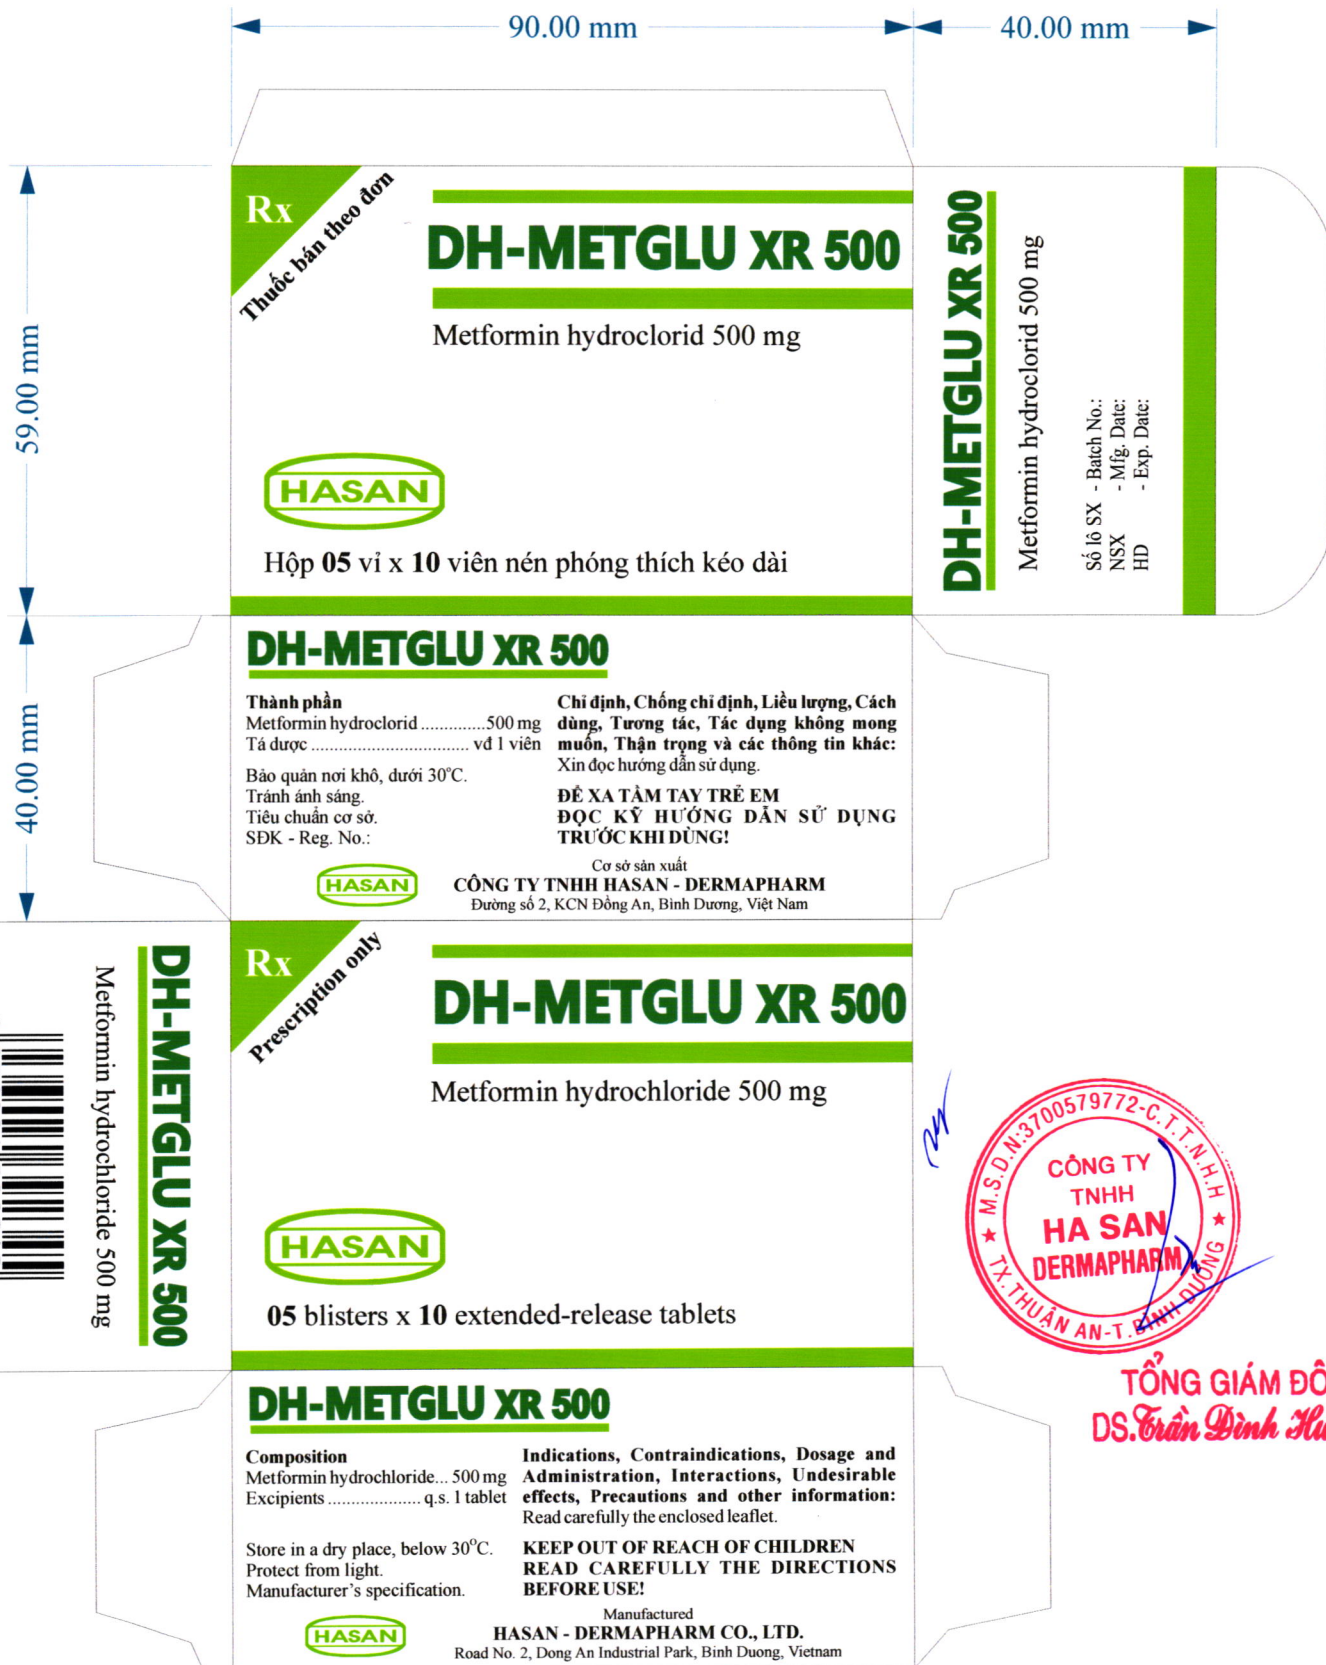 90.00 mm
40.00 mm
59.00 mm
40.00 mm
Rx
Thuốc bán theo đơn
DH-METGLU XR 500
Metformin hydroclorid 500 mg
HASAN
Hộp 05 vỉ x 10 viên nén phóng thích kéo dài
DH-METGLU XR 500
Metformin hydroclorid 500 mg
Số lô SX - Batch No.:
NSX - Mfg. Date:
HD - Exp. Date:
DH-METGLU XR 500
Thành phần
Metformin hydroclorid .............500 mg
Tá dược ................................ vđ 1 viên
Bảo quản nơi khô, dưới 30°C.
Tránh ánh sáng.
Tiêu chuẩn cơ sở.
SĐK - Reg. No.:
Chỉ định, Chống chỉ định, Liều lượng, Cách
dùng, Tương tác, Tác dụng không mong
muốn, Thận trọng và các thông tin khác:
Xin đọc hướng dẫn sử dụng.
ĐỂ XA TẦM TAY TRẺ EM
ĐỌC KỸ HƯỚNG DẪN SỬ DỤNG
TRƯỚC KHI DÙNG!
HASAN
Cơ sở sản xuất
CÔNG TY TNHH HASAN - DERMAPHARM
Đường số 2, KCN Đồng An, Bình Dương, Việt Nam
DH-METGLU XR 500
Metformin hydrochloride 500 mg
Rx
Prescription only
DH-METGLU XR 500
Metformin hydrochloride 500 mg
HASAN
05 blisters x 10 extended-release tablets
M.S.D.N:3700579772-C.T.T.N.H.H
CÔNG TY
TNHH
HA SAN
DERMAPHARM
TX.THUẬN AN-T.BÌNH DƯƠNG
TỔNG GIÁM ĐỐ
DS.Trần Đình Hu
DH-METGLU XR 500
Composition
Metformin hydrochloride... 500 mg
Excipients ................... q.s. 1 tablet
Store in a dry place, below 30°C.
Protect from light.
Manufacturer's specification.
Indications, Contraindications, Dosage and
Administration, Interactions, Undesirable
effects, Precautions and other information:
Read carefully the enclosed leaflet.
KEEP OUT OF REACH OF CHILDREN
READ CAREFULLY THE DIRECTIONS
BEFORE USE!
HASAN
Manufactured
HASAN - DERMAPHARM CO., LTD.
Road No. 2, Dong An Industrial Park, Binh Duong, Vietnam